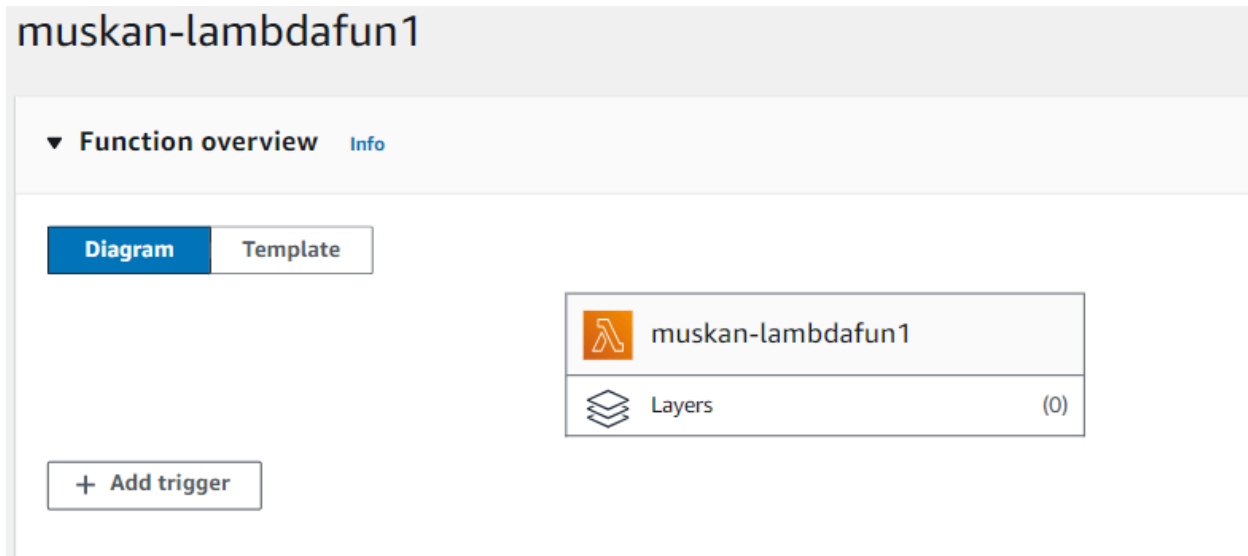 muskan-lambdafun1
Function overview Info
Diagram Template
muskan-lambdafun1
Layers (0)
+ Add trigger